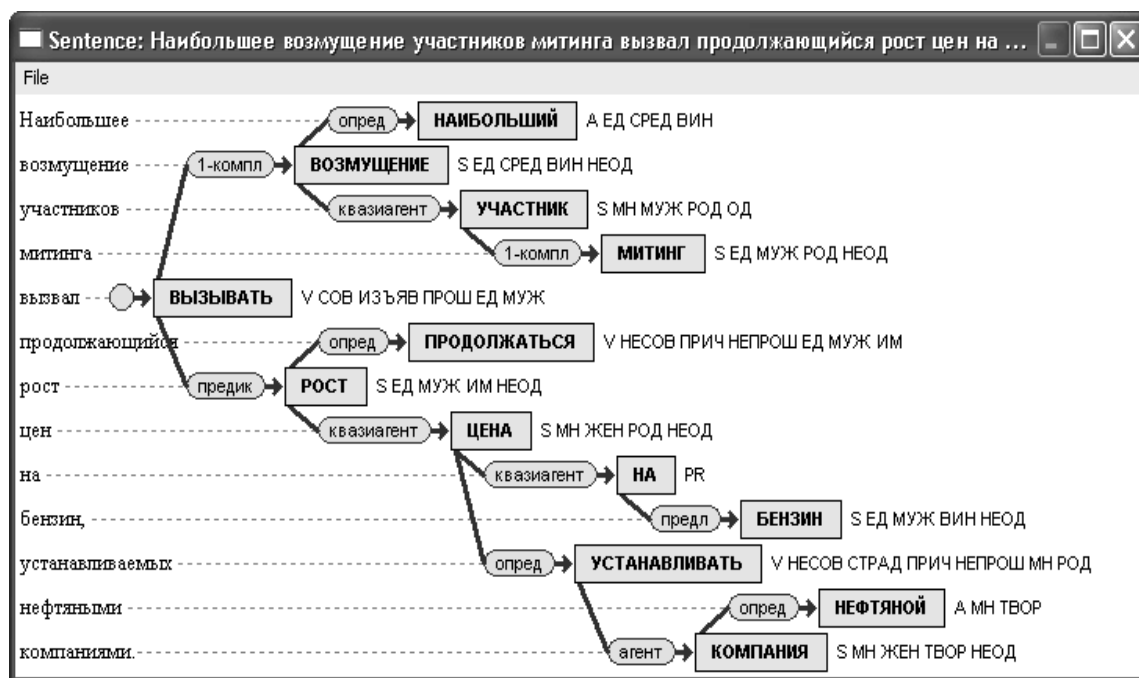 Sentence: Наибольшее возмущение участников митинга вызвал продолжающийся рост цен на ...
File
Наибольшее опред НАИБОЛЬШИЙ А ЕД СРЕД ВИН
возмущение 1-компл ВОЗМУЩЕНИЕ S ЕД СРЕД ВИН НЕОД
участников квазиагент УЧАСТНИК S МН МУЖ РОД ОД
митинга 1-компл МИТИНГ S ЕД МУЖ РОД НЕОД
вызвал ВЫЗЫВАТЬ V СОВ ИЗЪЯВ ПРОШ ЕД МУЖ
продолжающийся опред ПРОДОЛЖАТЬСЯ V НЕСОВ ПРИЧ НЕПРОШ ЕД МУЖ ИМ
рост предик РОСТ S ЕД МУЖ ИМ НЕОД
цен квазиагент ЦЕНА S МН ЖЕН РОД НЕОД
на квазиагент НА PR
бензин, предл БЕНЗИН S ЕД МУЖ ВИН НЕОД
устанавливаемых опред УСТАНАВЛИВАТЬ V НЕСОВ СТРАД ПРИЧ НЕПРОШ МН РОД
нефтяными опред НЕФТЯНОЙ А МН ТВОР
компаниями. агент КОМПАНИЯ S МН ЖЕН ТВОР НЕОД